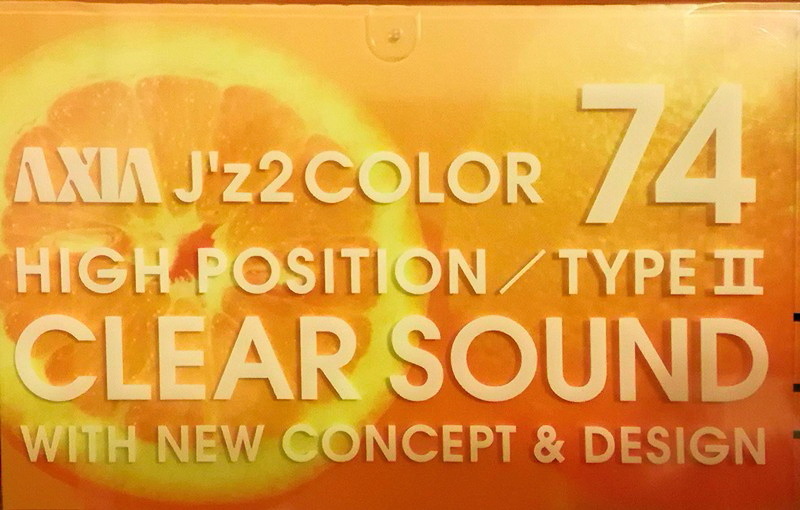 AXIA J'z2 COLOR 74
HIGH POSITION / TYPE II
CLEAR SOUND
WITH NEW CONCEPT & DESIGN